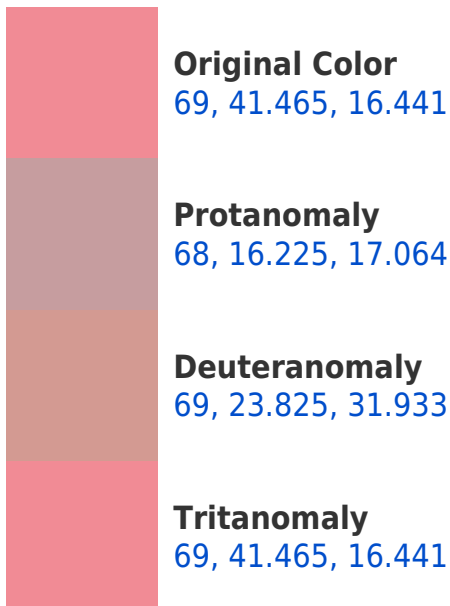 Original Color
69, 41.465, 16.441
Protanomaly
68, 16.225, 17.064
Deuteranomaly
69, 23.825, 31.933
Tritanomaly
69, 41.465, 16.441